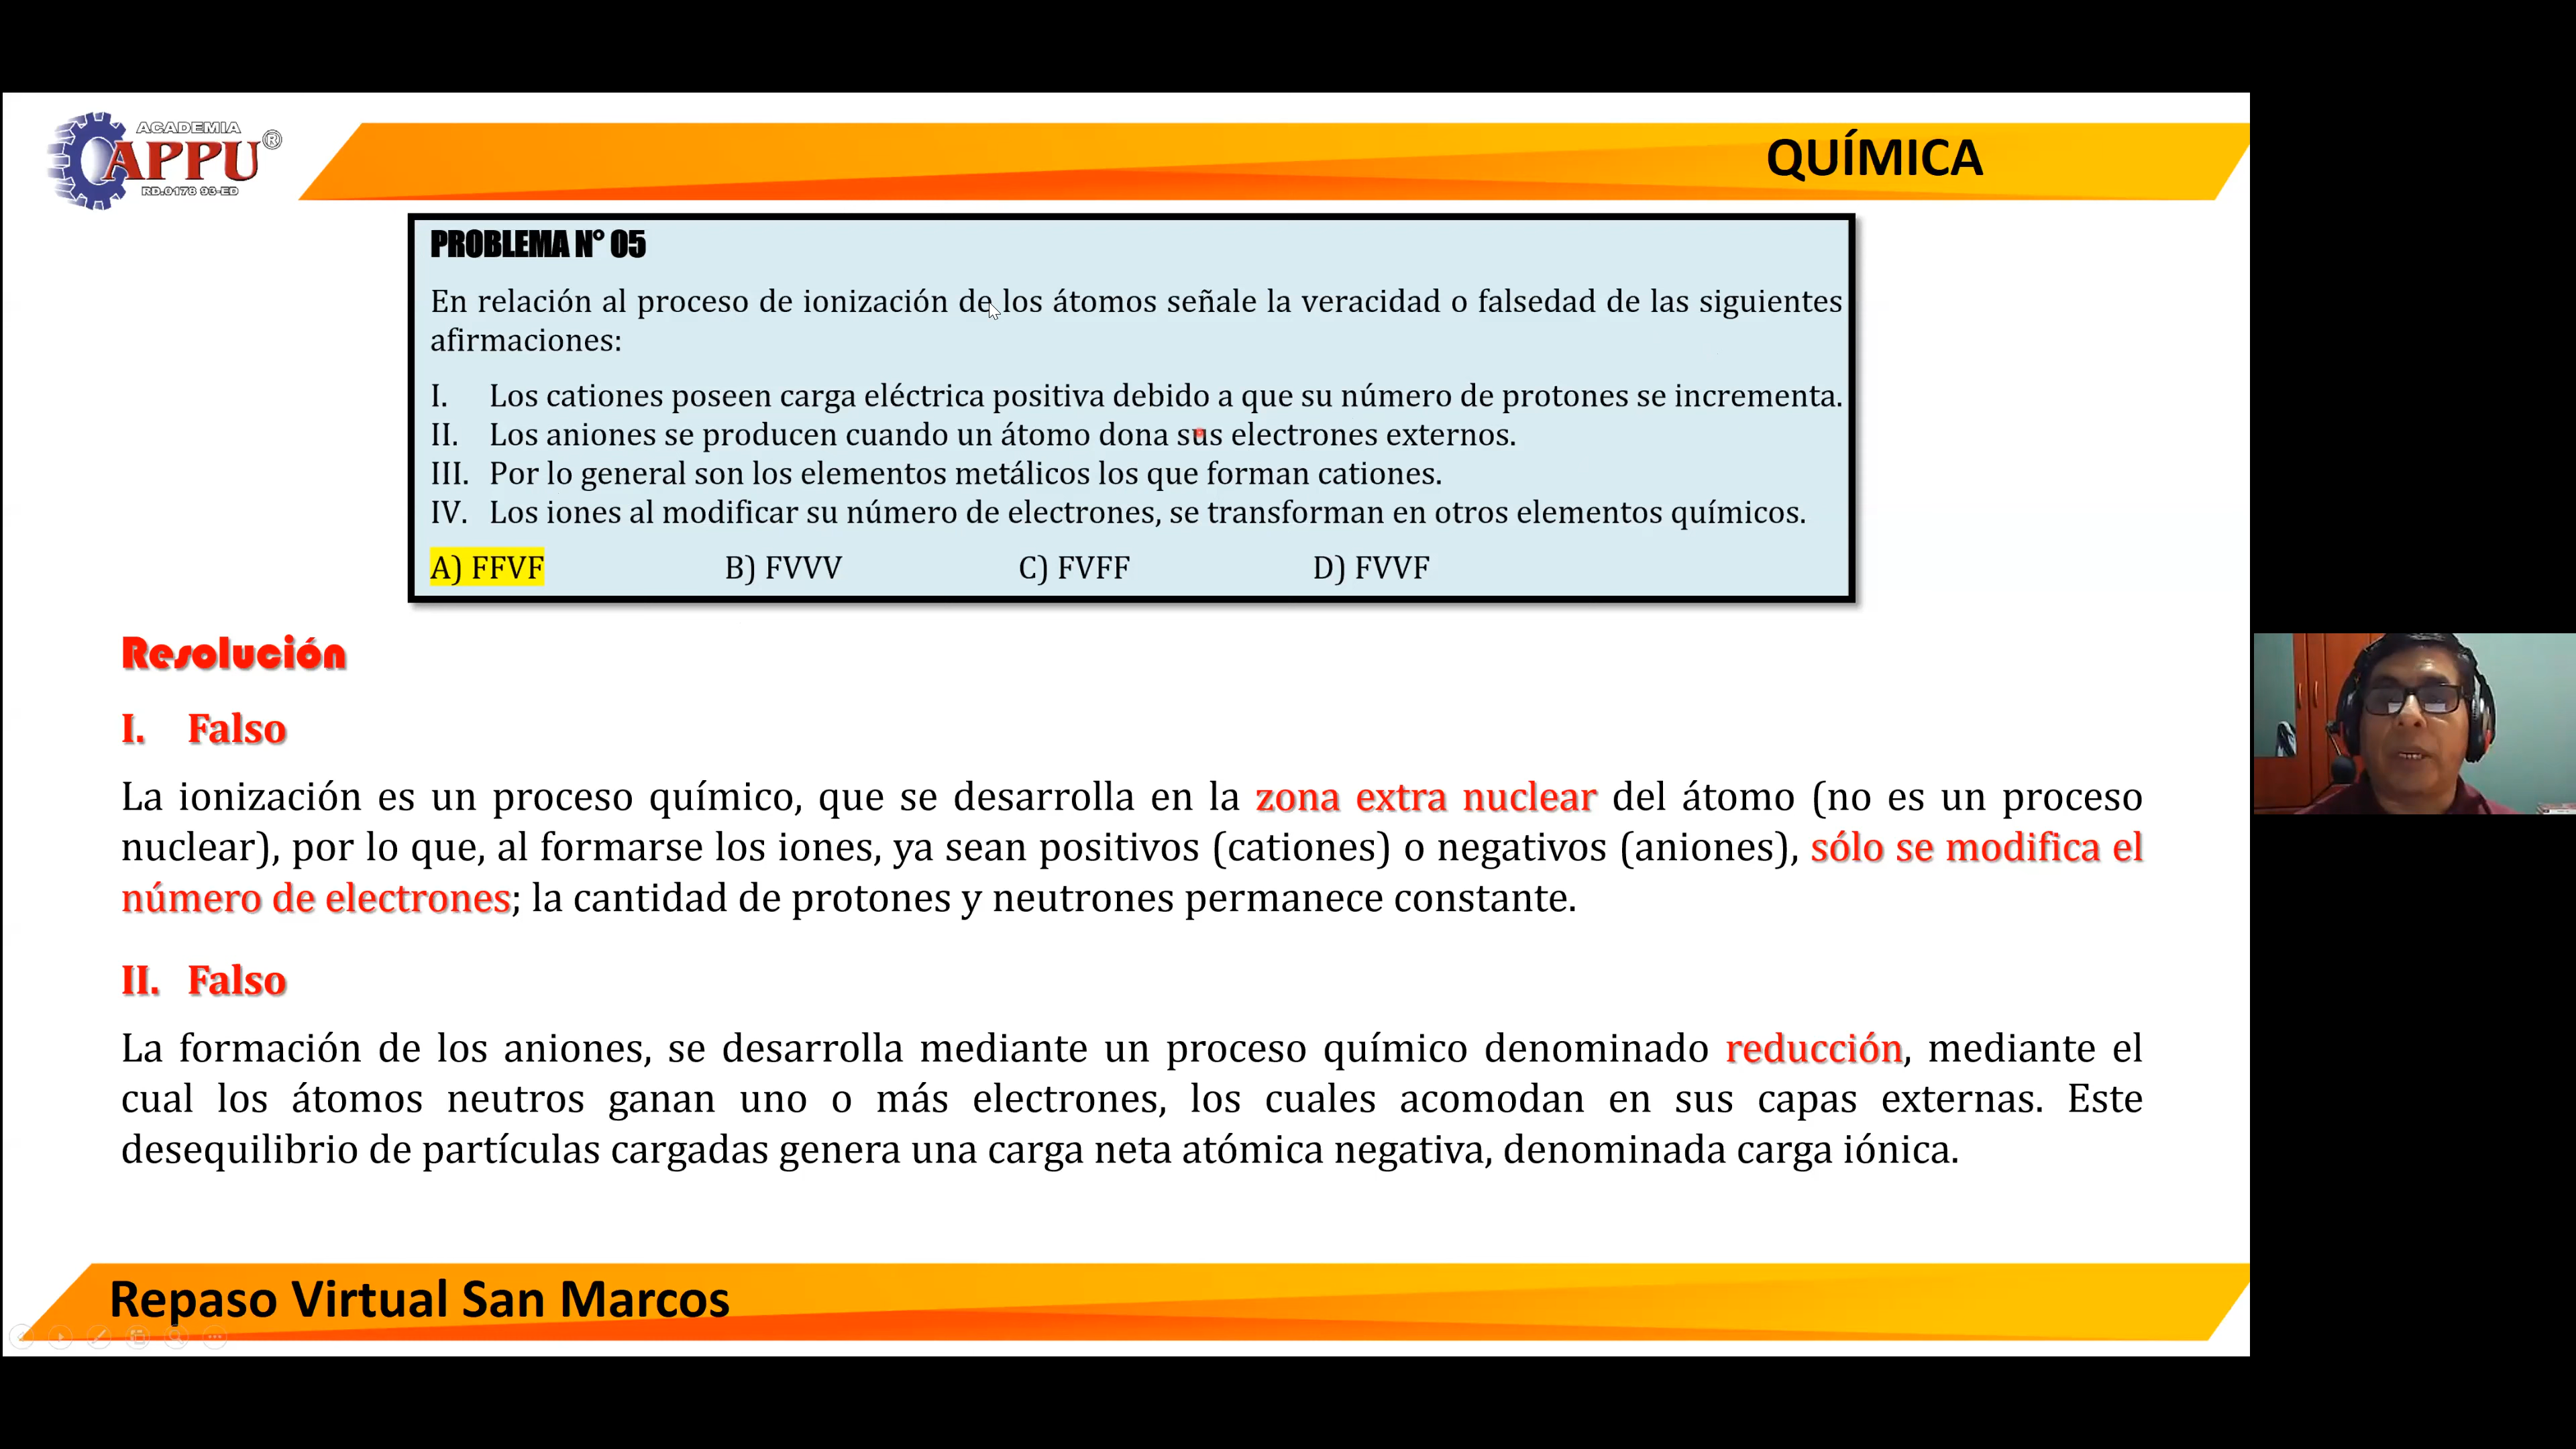 ACADEMIA
APPU®
RD.0178 93-ED
QUÍMICA
PROBLEMA N° 05
En relación al proceso de ionización de los átomos señale la veracidad o falsedad de las siguientes
afirmaciones:
I. Los cationes poseen carga eléctrica positiva debido a que su número de protones se incrementa.
II. Los aniones se producen cuando un átomo dona sus electrones externos.
III. Por lo general son los elementos metálicos los que forman cationes.
IV. Los iones al modificar su número de electrones, se transforman en otros elementos químicos.
A) FFVF B) FVVV C) FVFF D) FVVF
Resolución
I. Falso
La ionización es un proceso químico, que se desarrolla en la zona extra nuclear del átomo (no es un proceso
nuclear), por lo que, al formarse los iones, ya sean positivos (cationes) o negativos (aniones), sólo se modifica el
número de electrones; la cantidad de protones y neutrones permanece constante.
II. Falso
La formación de los aniones, se desarrolla mediante un proceso químico denominado reducción, mediante el
cual los átomos neutros ganan uno o más electrones, los cuales acomodan en sus capas externas. Este
desequilibrio de partículas cargadas genera una carga neta atómica negativa, denominada carga iónica.
Repaso Virtual San Marcos